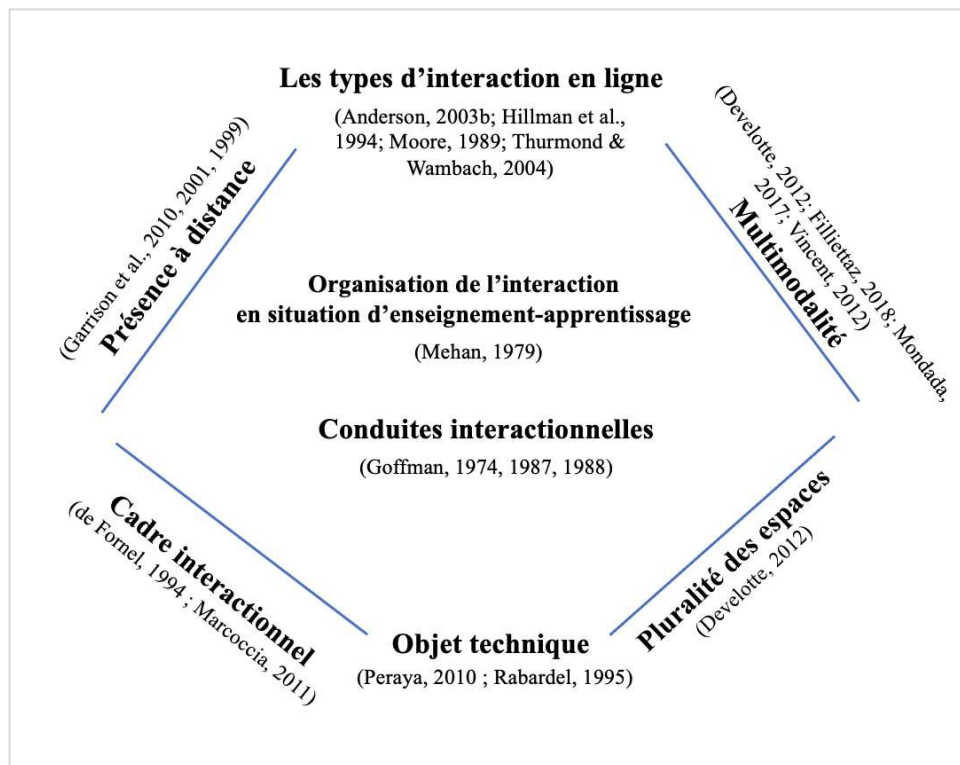 Les types d'interaction en ligne
(Anderson, 2003b; Hillman et al.,
1994; Moore, 1989; Thurmond &
Wambach, 2004)
(Garrison et al., 2010, 2001, 1999)
Présence à distance
(Develotte, 2012; Filliettaz, 2018; Mondada,
2017; Vincent, 2012)
Multimodalité
Organisation de l'interaction
en situation d'enseignement-apprentissage
(Mehan, 1979)
Conduites interactionnelles
(Goffman, 1974, 1987, 1988)
Cadre interactionnel
(de Fornel, 1994 ; Marcoccia, 2011)
Pluralité des espaces
(Develotte, 2012)
Objet technique
(Peraya, 2010 ; Rabardel, 1995)